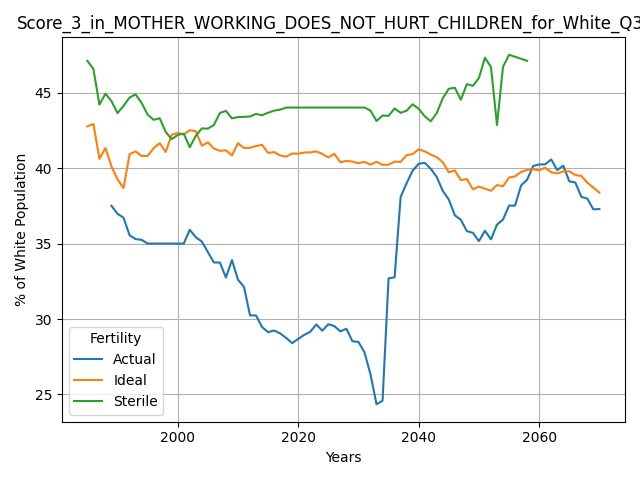 Score_3_in_MOTHER_WORKING_DOES_NOT_HURT_CHILDREN_for_White_Q3
% of White Population
45
40
35
30
25
Fertility
Actual
Ideal
Sterile
2000
2020
2040
2060
Years